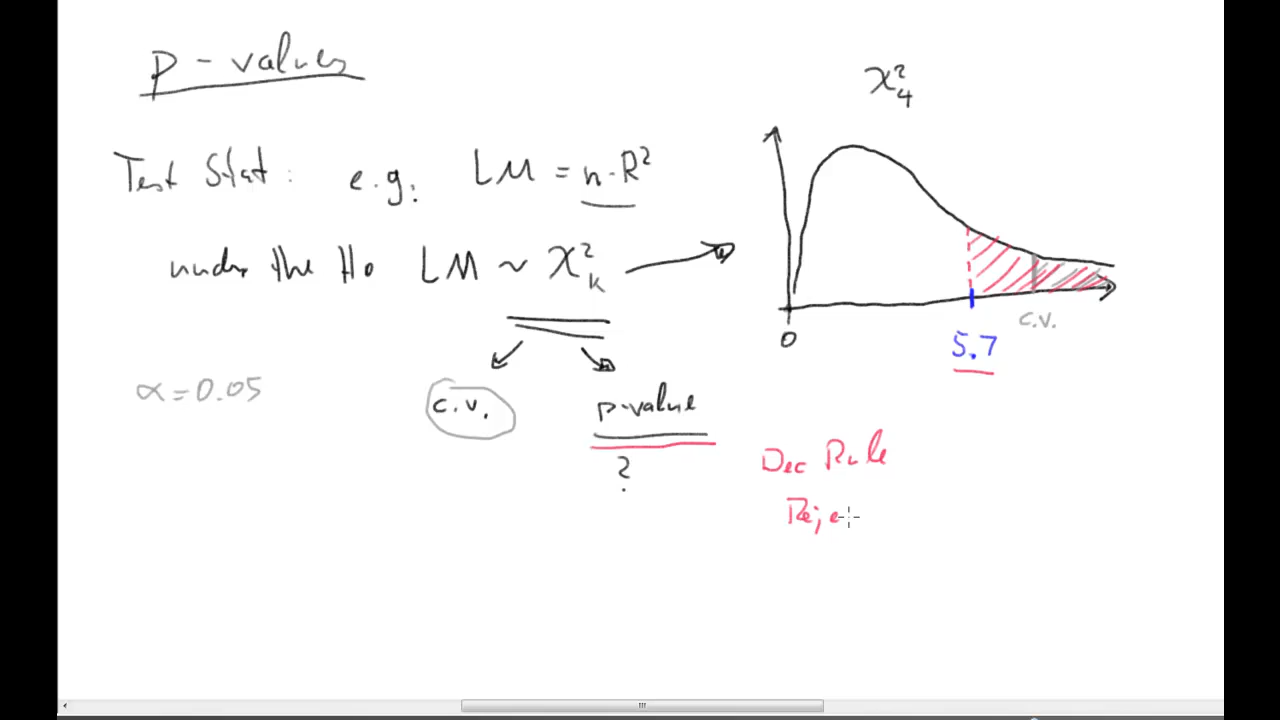 p-values
χ²₄
Test Stat: e.g: LM = n·R²
under the H0 LM ~ χ²ₖ
0
5.7
c.v.
α=0.05
c.v.
p-value
?
Dec Rule
Reje